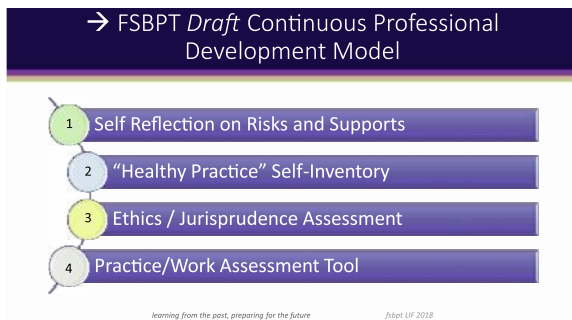 → FSBPT Draft Continuous Professional
Development Model
1 Self Reflection on Risks and Supports
2 “Healthy Practice” Self-Inventory
3 Ethics / Jurisprudence Assessment
4 Practice/Work Assessment Tool
learning from the past, preparing for the future fsbpt LIF 2018